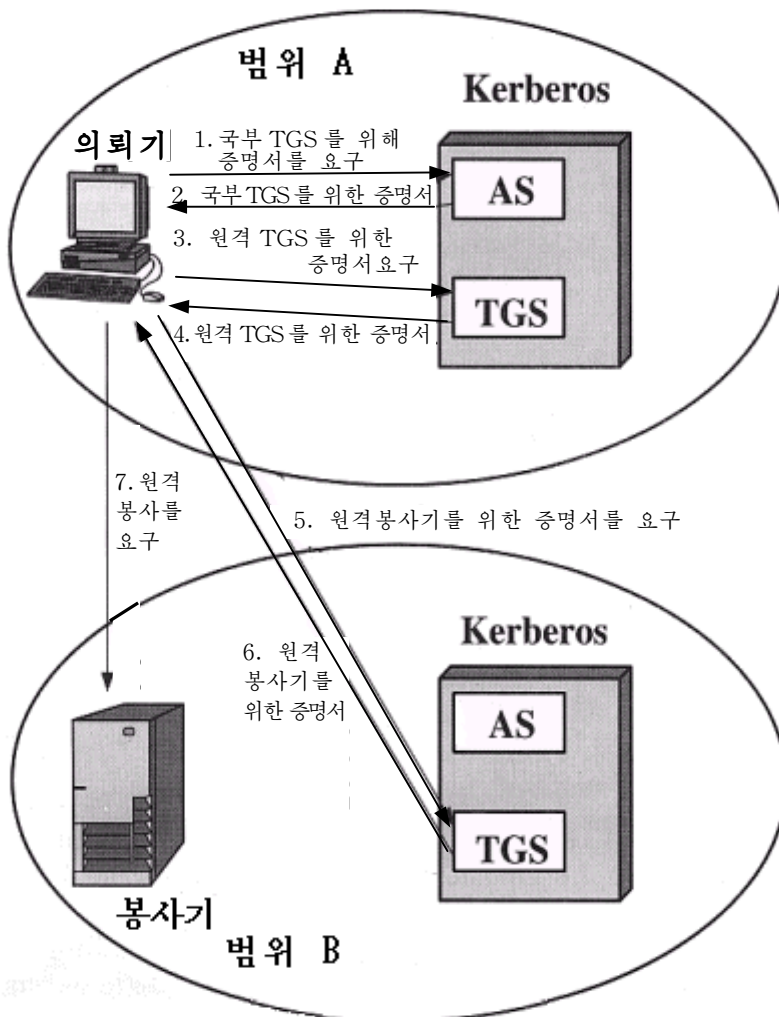 범위 A
Kerberos
의뢰기
1. 국부 TGS 를 위해
증명서를 요구
AS
2. 국부 TGS 를 위한 증명서
3. 원격 TGS 를 위한
증명서요구
TGS
4. 원격 TGS 를 위한 증명서
7. 원격
봉사를
요구
5. 원격봉사기를 위한 증명서를 요구
Kerberos
6. 원격
봉사기를
위한 증명서
AS
TGS
봉사기
범위 B